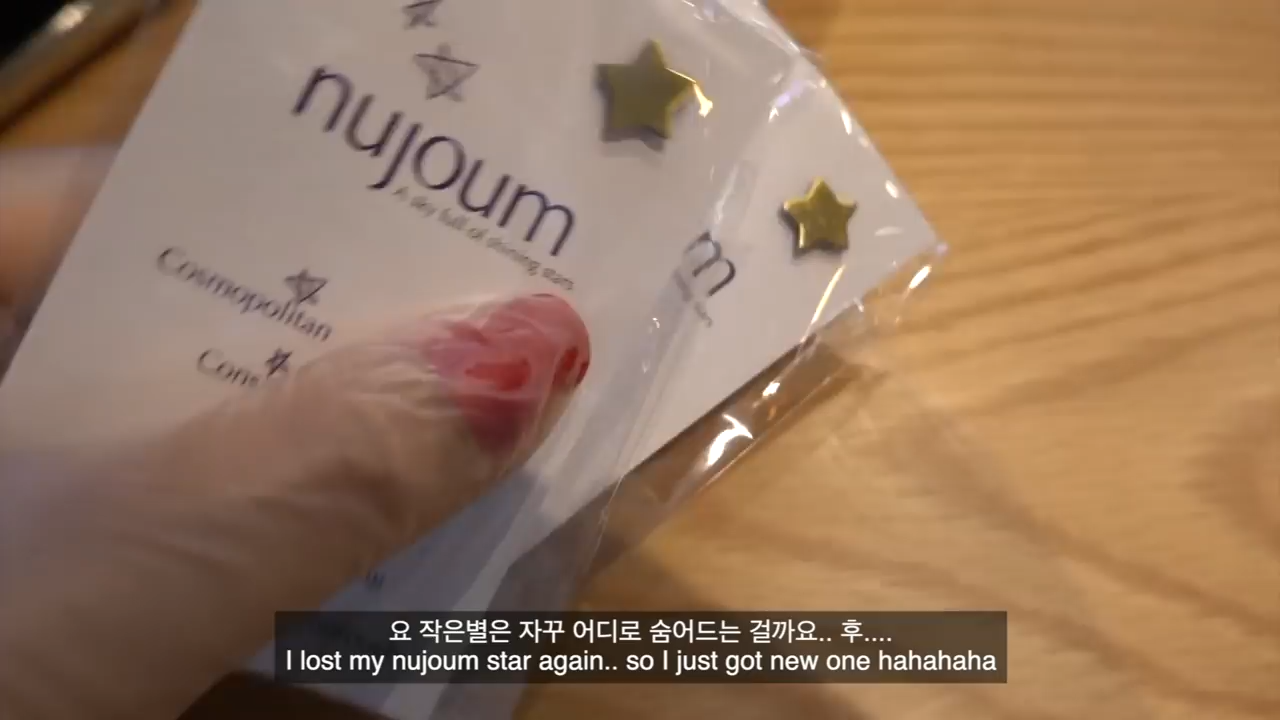 nujoum
A sky full of shining stars
Cosmopolitan
m
요 작은별은 자꾸 어디로 숨어드는 걸까요.. 후....
I lost my nujoum star again.. so I just got new one hahahaha